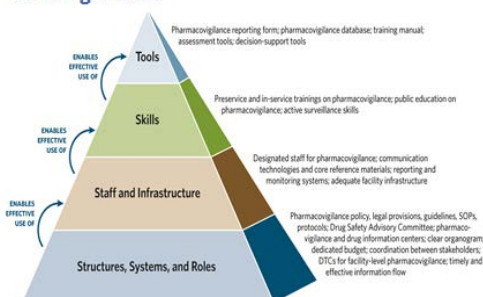 Pharmacovigilance reporting form; pharmacovigilance database; training manual;
assessment tools; decision-support tools
ENABLES
EFFECTIVE
USE OF
Tools
Preservice and in-service trainings on pharmacovigilance; public education on
pharmacovigilance; active surveillance skills
ENABLES
EFFECTIVE
USE OF
Skills
Designated staff for pharmacovigilance; communication
technologies and core reference materials; reporting and
monitoring systems; adequate facility infrastructure
ENABLES
EFFECTIVE
USE OF
Staff and Infrastructure
Pharmacovigilance policy, legal provisions, guidelines, SOPs,
protocols; Drug Safety Advisory Committee; pharmaco-
vigilance and drug information centers; clear organogram;
dedicated budget; coordination between stakeholders;
DTCs for facility-level pharmacovigilance; timely and
effective information flow
Structures, Systems, and Roles